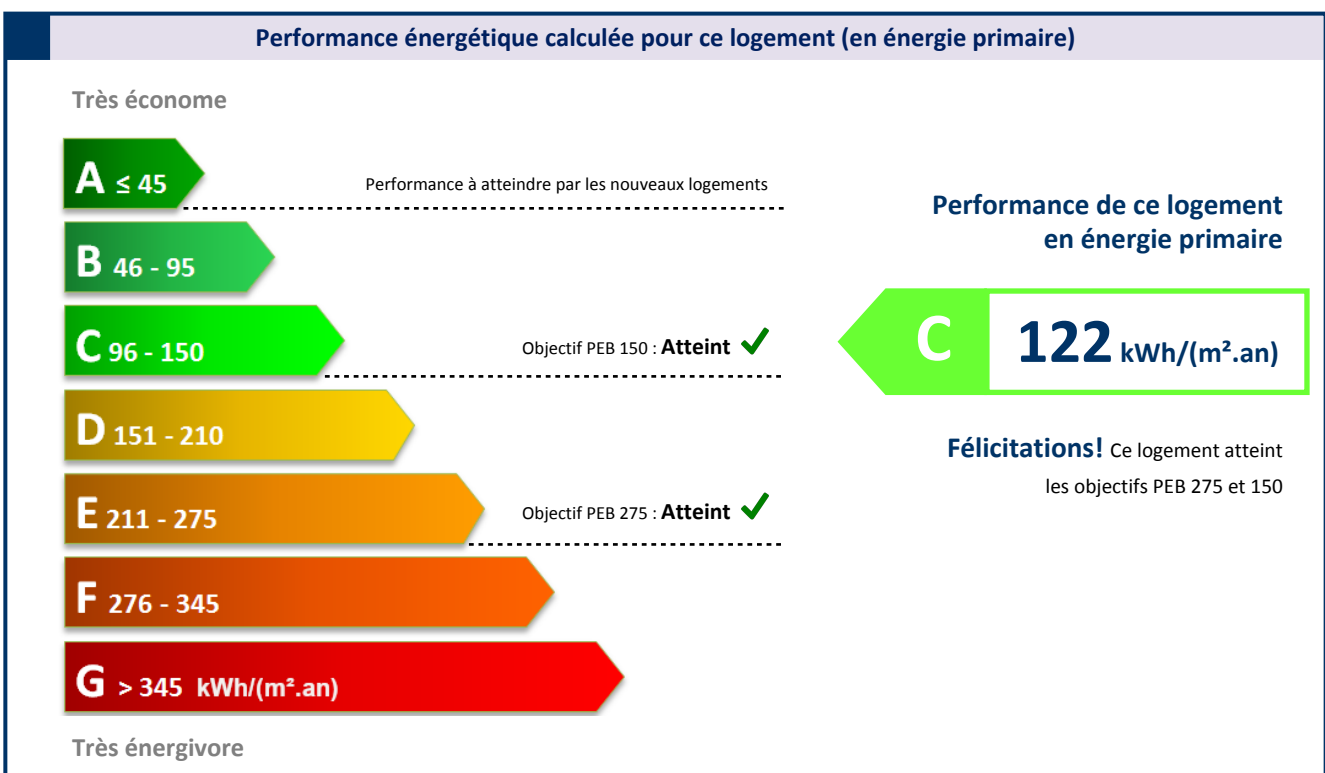 Performance énergétique calculée pour ce logement (en énergie primaire)
Très économe
A ≤ 45
Performance à atteindre par les nouveaux logements
B 46 - 95
C 96 - 150
Objectif PEB 150 : Atteint ✓
D 151 - 210
E 211 - 275
Objectif PEB 275 : Atteint ✓
F 276 - 345
G > 345 kWh/(m².an)
Très énergivore
Performance de ce logement
en énergie primaire
C 122 kWh/(m².an)
Félicitations! Ce logement atteint
les objectifs PEB 275 et 150